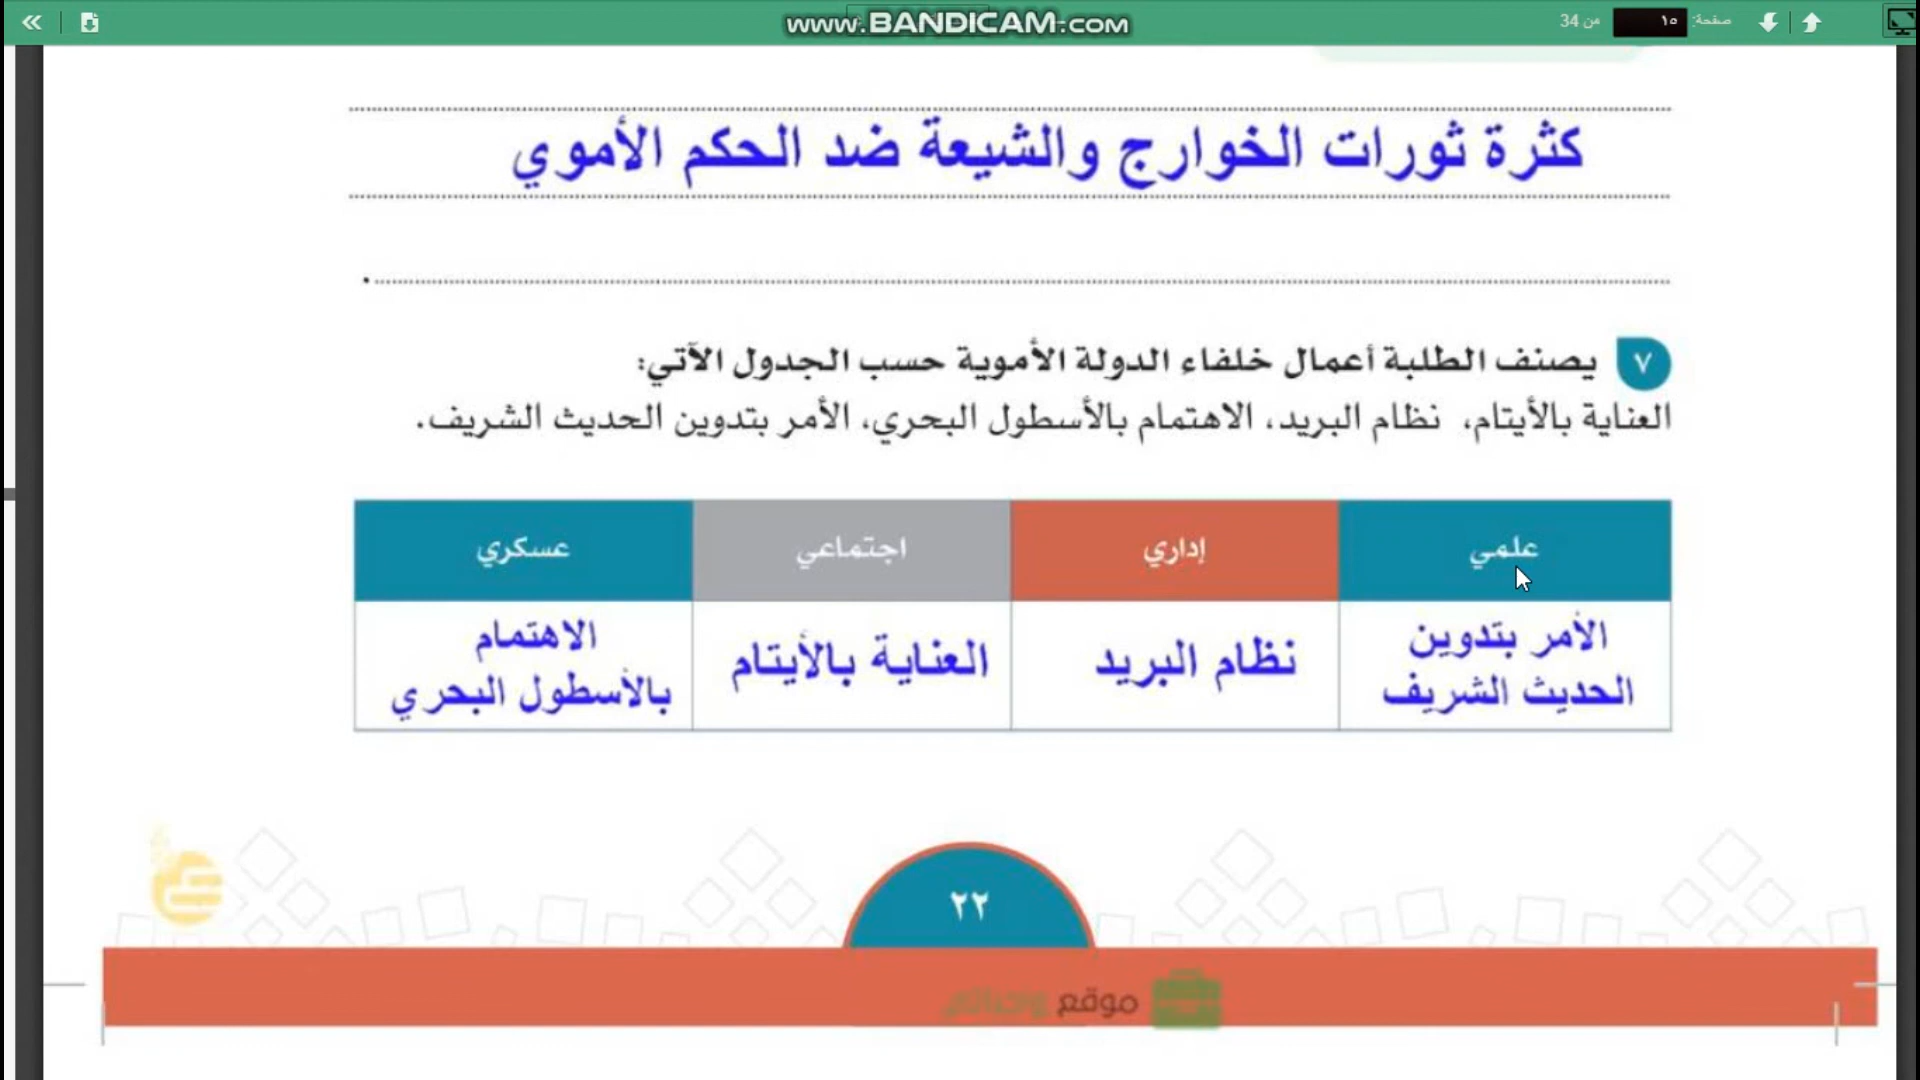 www.BANDICAM.com
صفحة: ١٥ من 34
كثرة ثورات الخوارج والشيعة ضد الحكم الأموي
٧ يصنف الطلبة أعمال خلفاء الدولة الأموية حسب الجدول الآتي:
العناية بالأيتام، نظام البريد، الاهتمام بالأسطول البحري، الأمر بتدوين الحديث الشريف.
علمي إداري اجتماعي عسكري
الأمر بتدوين الحديث الشريف
نظام البريد
العناية بالأيتام
الاهتمام بالأسطول البحري
٢٢
موقع واجباتي